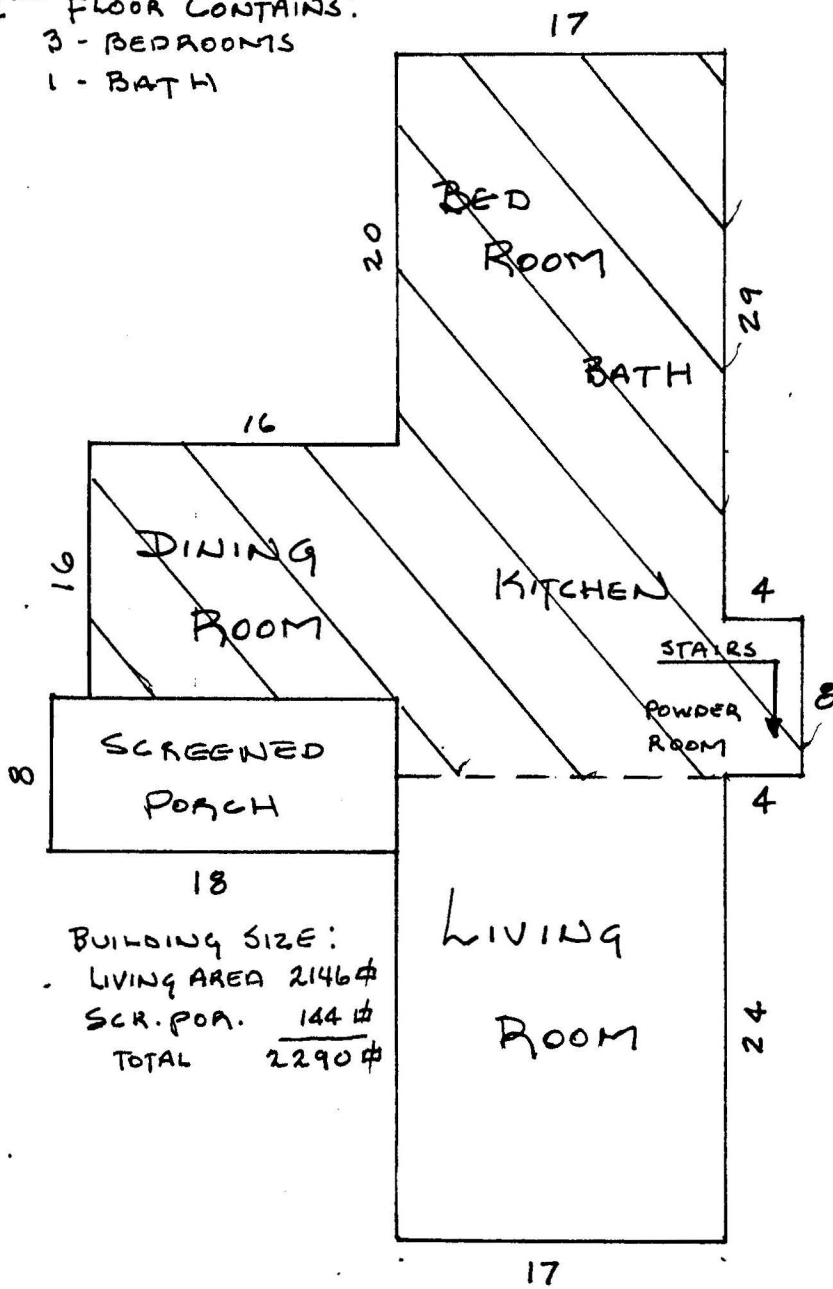 FLOOR CONTAINS:
3 - BEDROOMS
1 - BATH
17
BED
ROOM
20
29
BATH
16
DINING
ROOM
16
KITCHEN
4
STAIRS
8
POWDER
ROOM
SCREENED
PORCH
8
4
18
BUILDING SIZE:
LIVING AREA 2146
SCR. POR. 144
TOTAL 2290
LIVING
ROOM
24
17